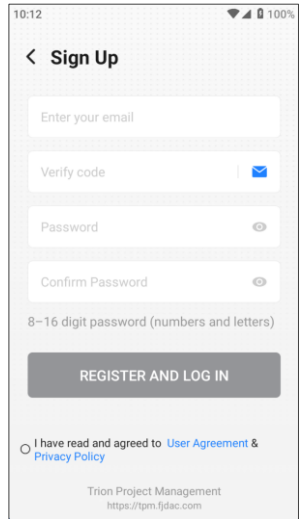 10:12
100%
Sign Up
Enter your email
Verify code
Password
Confirm Password
8–16 digit password (numbers and letters)
REGISTER AND LOG IN
I have read and agreed to User Agreement &
Privacy Policy
Trion Project Management
https://tpm.fjdac.com